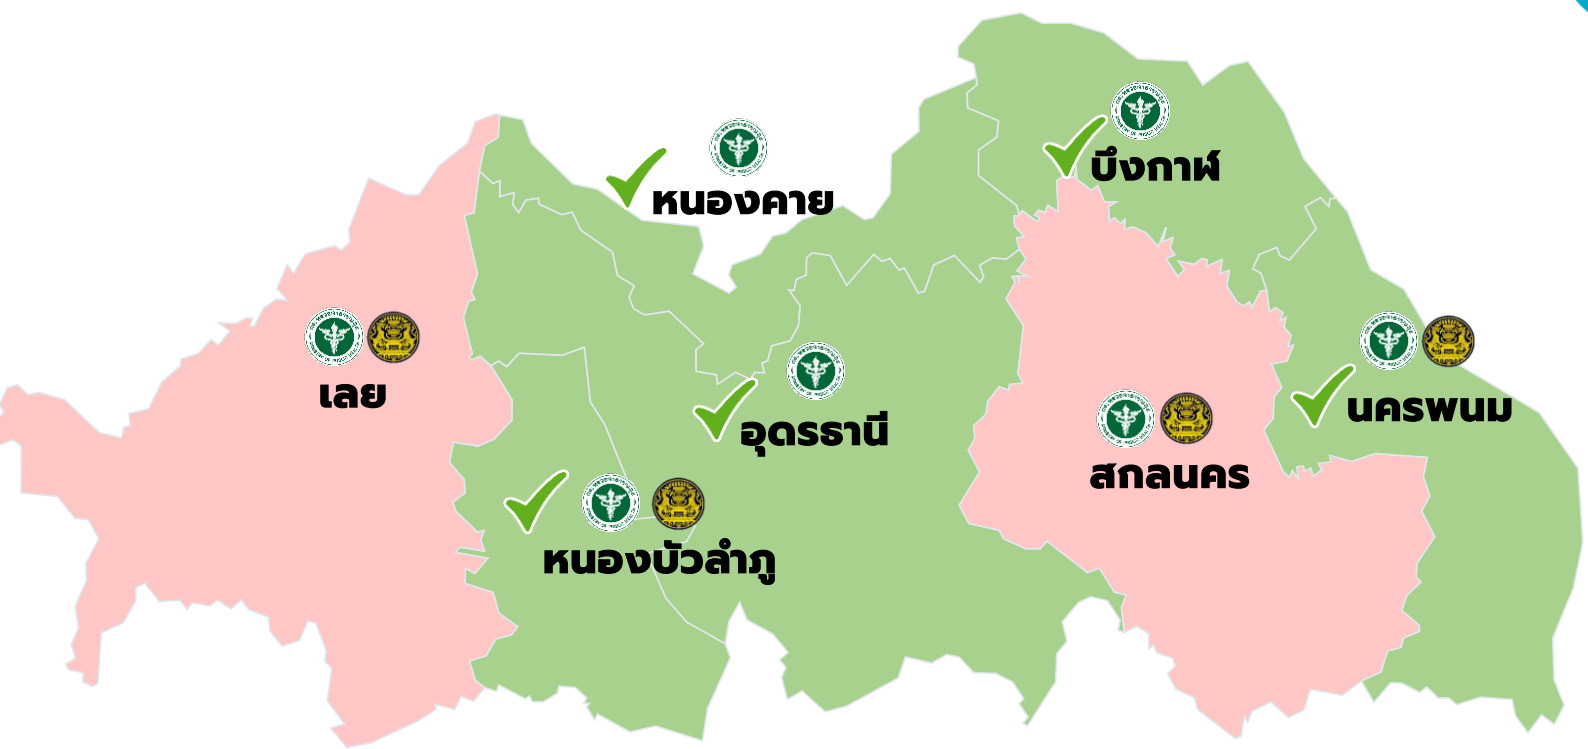 บึงกาฬ
หนองคาย
เลย
นครพนม
อุดรธานี
สกลนคร
หนองบัวลำภู